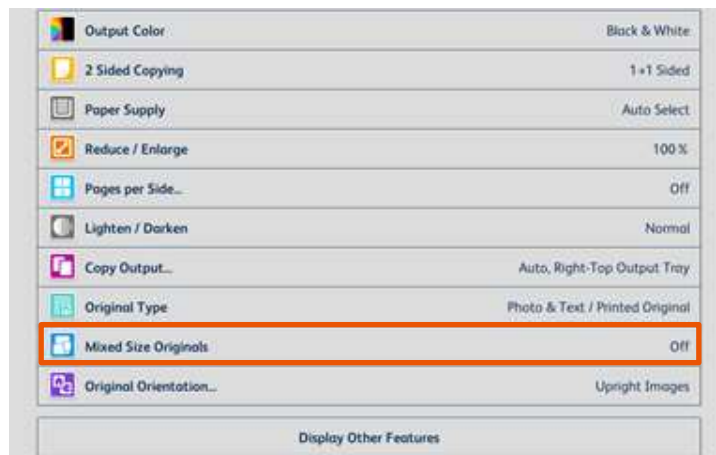 Output Color Black & White
2 Sided Copying 1→1 Sided
Paper Supply Auto Select
Reduce / Enlarge 100 %
Pages per Side... Off
Lighten / Darken Normal
Copy Output... Auto, Right-Top Output Tray
Original Type Photo & Text / Printed Original
Mixed Size Originals Off
Original Orientation... Upright Images
Display Other Features